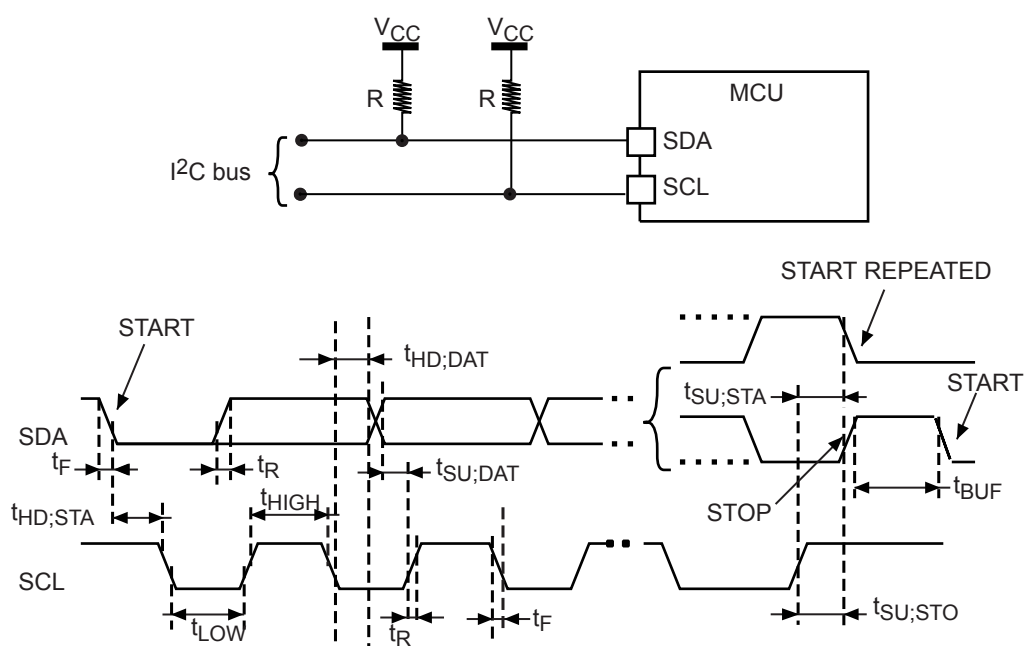 VCC VCC
R R
MCU
SDA
I²C bus
SCL
START REPEATED
START
tHD;DAT
tSU;STA
START
SDA
tF
tR
tSU;DAT
tBUF
tHD;STA
tHIGH
STOP
SCL
tLOW
tR
tF
tSU;STO